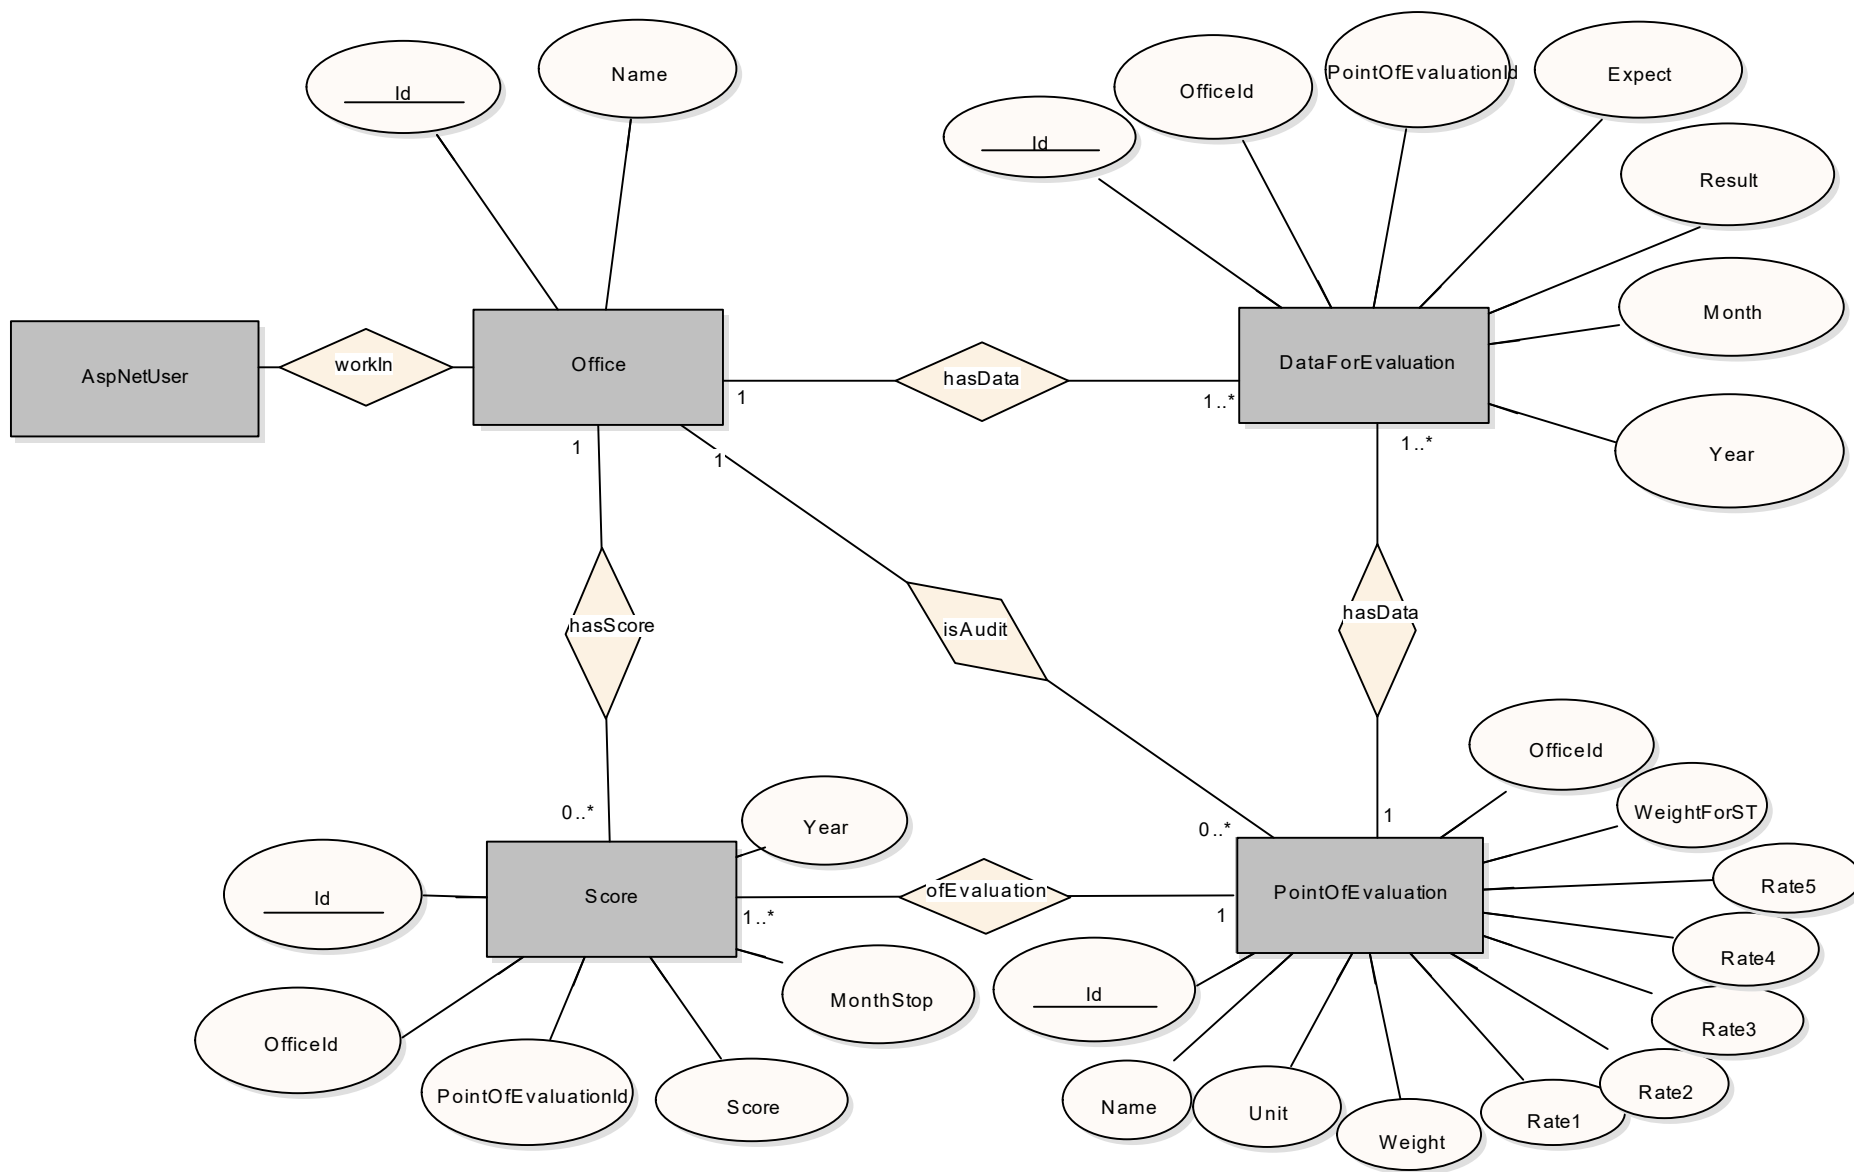 Id
Name
Id
OfficeId
PointOfEvaluationId
Expect
Result
Month
Year
AspNetUser
workIn
Office
hasData
DataForEvaluation
1
1..*
1
1
1..*
hasScore
isAudit
hasData
0..*
0..*
1
OfficeId
WeightForST
Rate5
Rate4
Rate3
Rate2
Rate1
Weight
Unit
Name
Id
PointOfEvaluation
ofEvaluation
1..*
1
Score
Year
Id
OfficeId
PointOfEvaluationId
Score
MonthStop